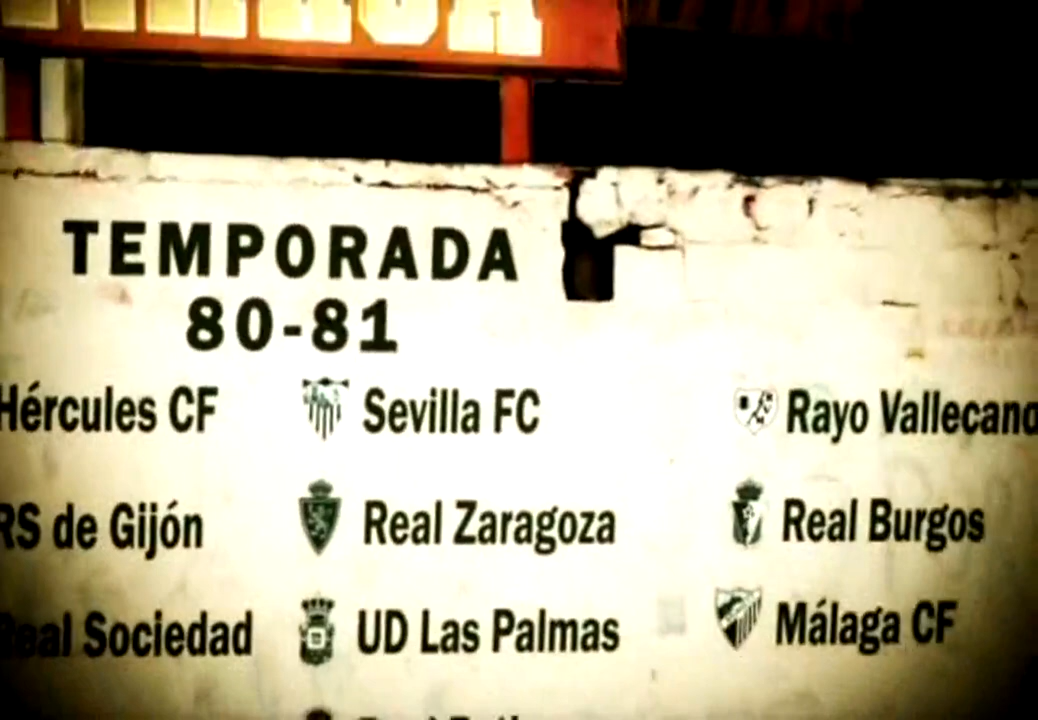 TEMPORADA
80-81
Hércules CF
Sevilla FC
Rayo Vallecano
RS de Gijón
Real Zaragoza
Real Burgos
Real Sociedad
UD Las Palmas
Málaga CF